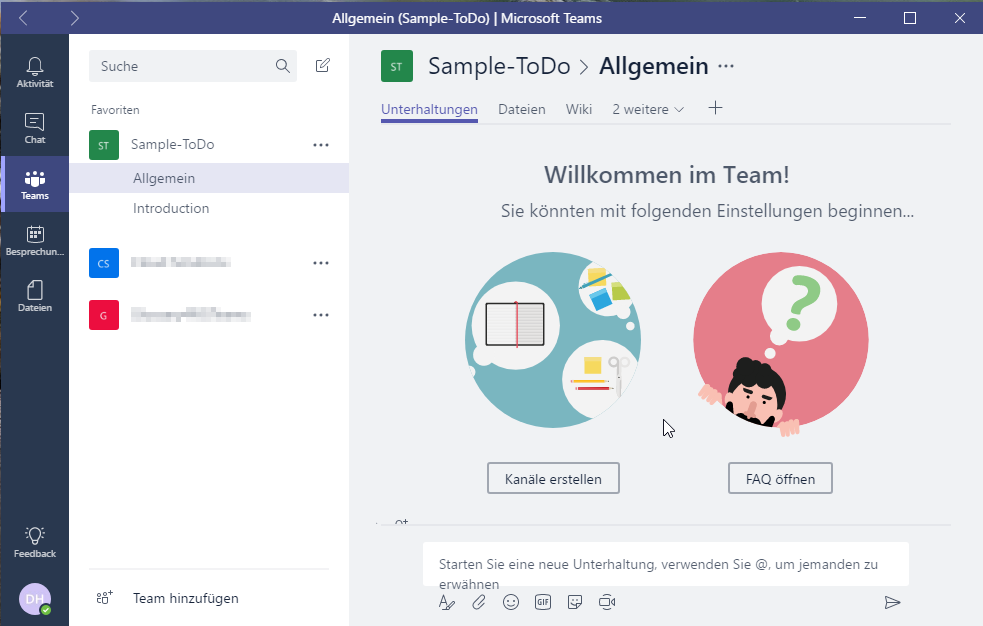 Allgemein (Sample-ToDo) | Microsoft Teams
Aktivität
Chat
Teams
Besprechun...
Dateien
Feedback
DH
Suche
Favoriten
ST
Sample-ToDo
Allgemein
Introduction
CS
G
Team hinzufügen
ST
Sample-ToDo > Allgemein ...
Unterhaltungen Dateien Wiki 2 weitere
Willkommen im Team!
Sie könnten mit folgenden Einstellungen beginnen...
?
Kanäle erstellen
FAQ öffnen
Starten Sie eine neue Unterhaltung, verwenden Sie @, um jemanden zu
erwähnen
GIF